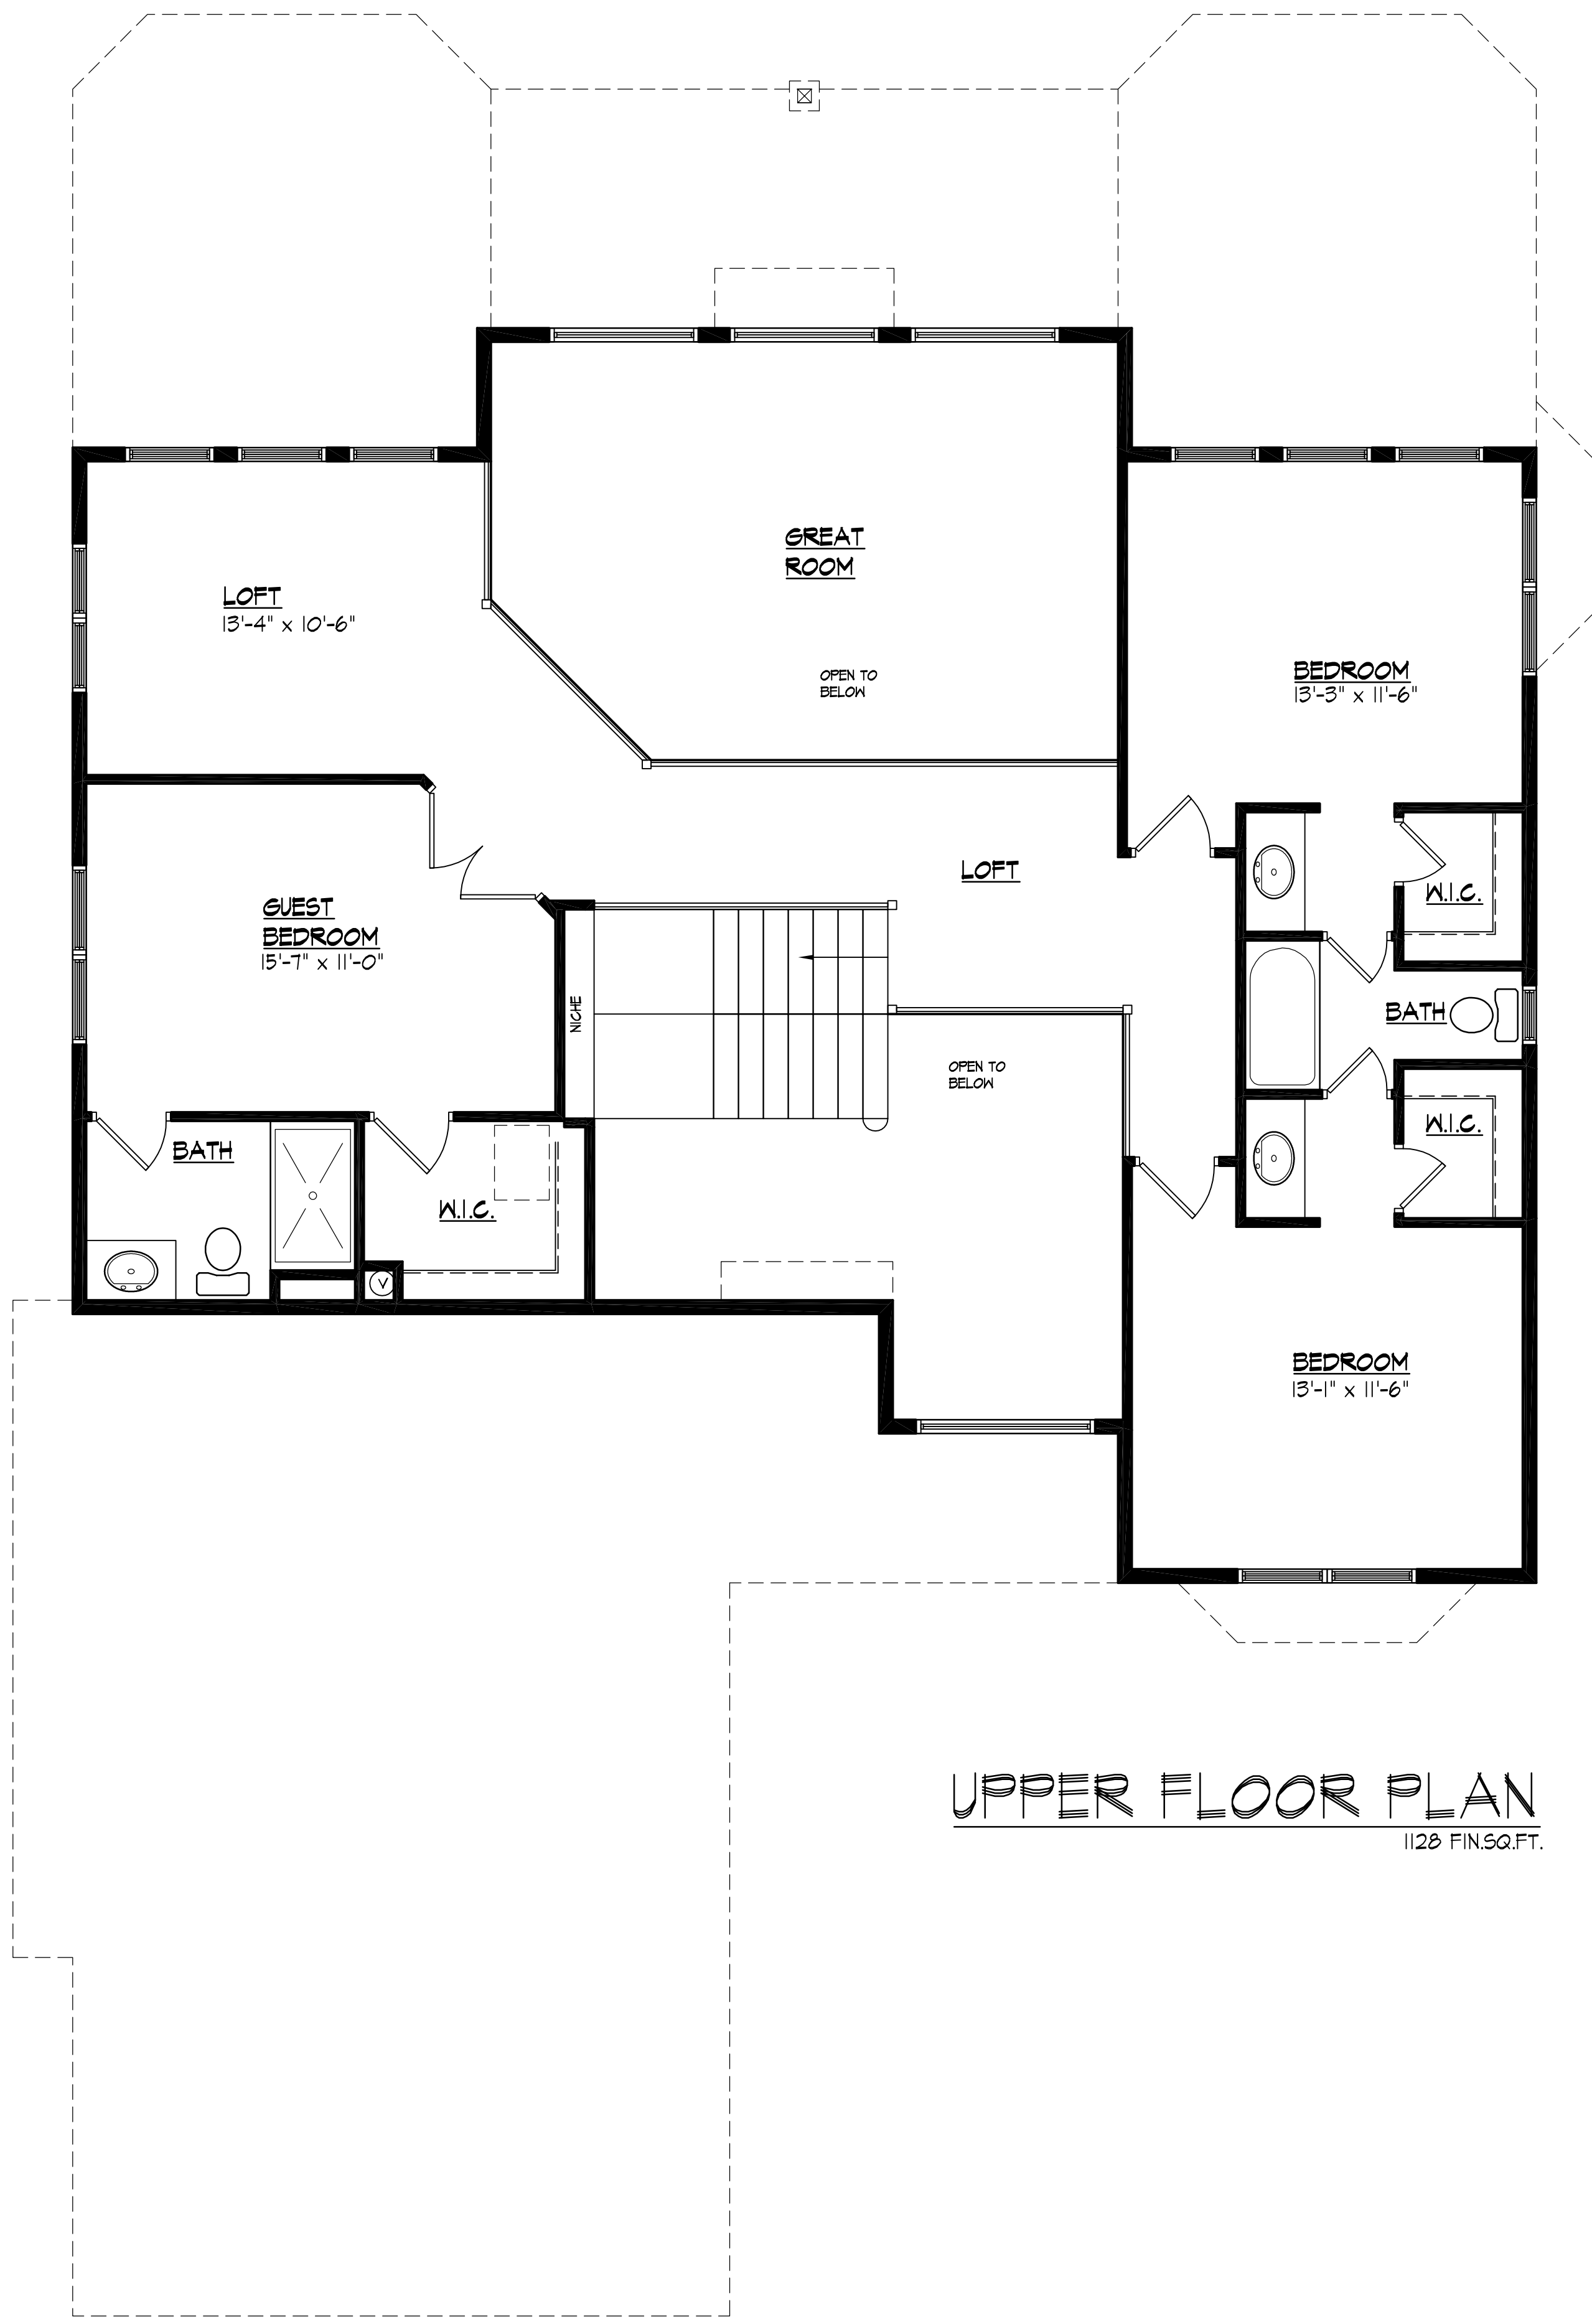 GREAT
ROOM
LOFT
13'-4" x 10'-6"
OPEN TO
BELOW
BEDROOM
13'-3" x 11'-6"
LOFT
W.I.C.
GUEST
BEDROOM
15'-7" x 11'-0"
NICHE
BATH
OPEN TO
BELOW
W.I.C.
BATH
W.I.C.
V
BEDROOM
13'-1" x 11'-6"
UPPER FLOOR PLAN
1128 FIN.SQ.FT.